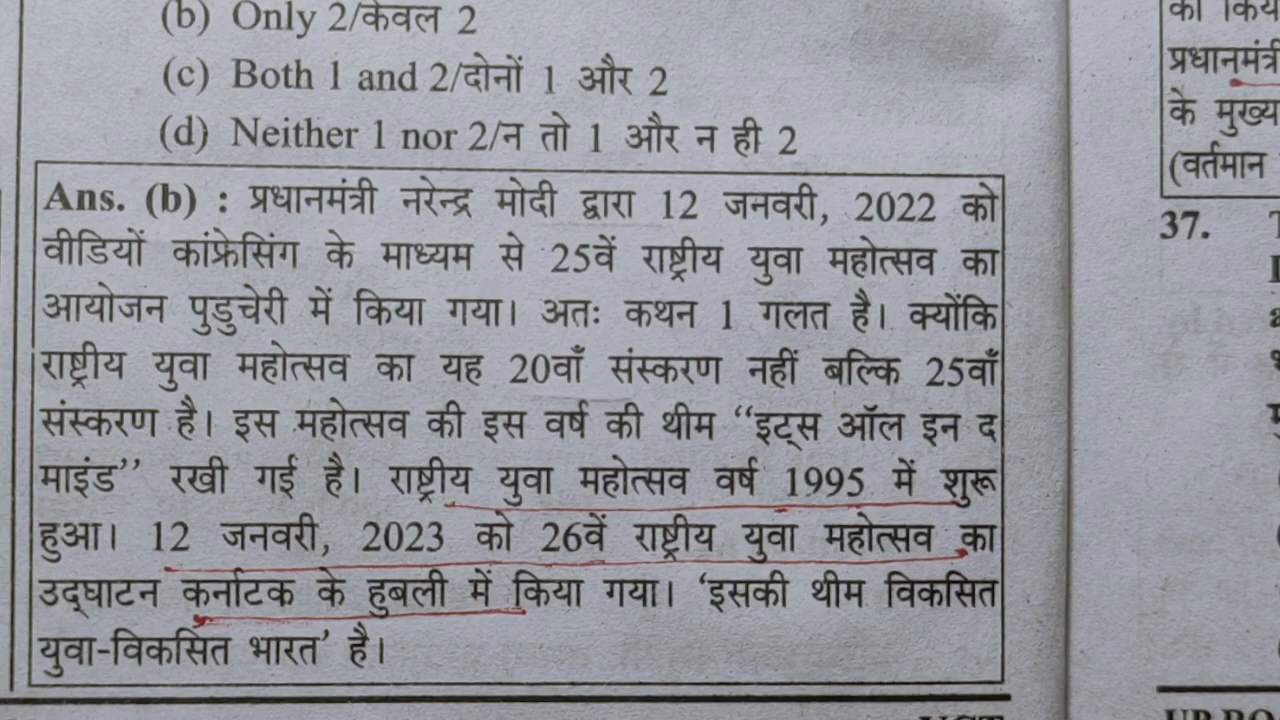 (b) Only 2/केवल 2
(c) Both 1 and 2/दोनों 1 और 2
(d) Neither 1 nor 2/न तो 1 और न ही 2
Ans. (b) : प्रधानमंत्री नरेन्द्र मोदी द्वारा 12 जनवरी, 2022 को
वीडियों कांफ्रेसिंग के माध्यम से 25वें राष्ट्रीय युवा महोत्सव का
आयोजन पुडुचेरी में किया गया। अतः कथन 1 गलत है। क्योंकि
राष्ट्रीय युवा महोत्सव का यह 20वाँ संस्करण नहीं बल्कि 25वाँ
संस्करण है। इस महोत्सव की इस वर्ष की थीम “इट्स ऑल इन द
माइंड” रखी गई है। राष्ट्रीय युवा महोत्सव वर्ष 1995 में शुरू
हुआ। 12 जनवरी, 2023 को 26वें राष्ट्रीय युवा महोत्सव का
उद्घाटन कर्नाटक के हुबली में किया गया। ‘इसकी थीम विकसित
युवा-विकसित भारत’ है।
प्रधानमंत्री
के मुख्य
(वर्तमान
37.